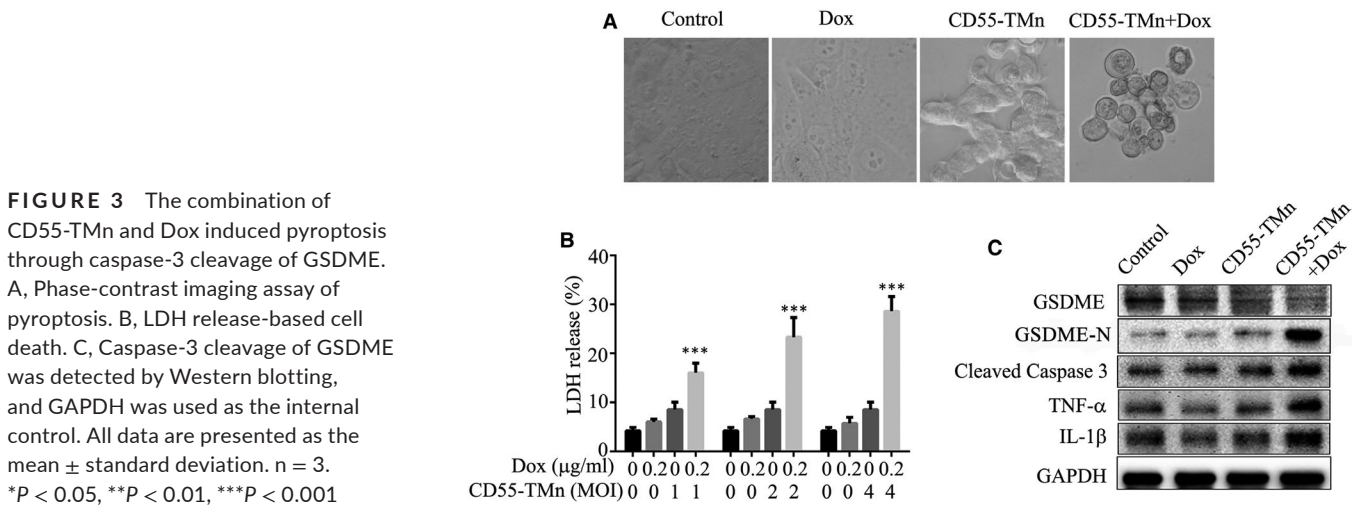 FIGURE 3 The combination of
CD55-TMn and Dox induced pyroptosis
through caspase-3 cleavage of GSDME.
A, Phase-contrast imaging assay of
pyroptosis. B, LDH release-based cell
death. C, Caspase-3 cleavage of GSDME
was detected by Western blotting,
and GAPDH was used as the internal
control. All data are presented as the
mean ± standard deviation. n = 3.
*P < 0.05, **P < 0.01, ***P < 0.001
A
Control Dox CD55-TMn CD55-TMn+Dox
B
LDH release (%)
40
30
20
10
0
*** *** ***
Dox (μg/ml) 0 0.2 0 0.2 0 0.2 0 0.2 0 0.2 0 0.2
CD55-TMn (MOI) 0 0 1 1 0 0 2 2 0 0 4 4
C
Control
Dox
CD55-TMn
CD55-TMn
+Dox
GSDME
GSDME-N
Cleaved Caspase 3
TNF-α
IL-1β
GAPDH